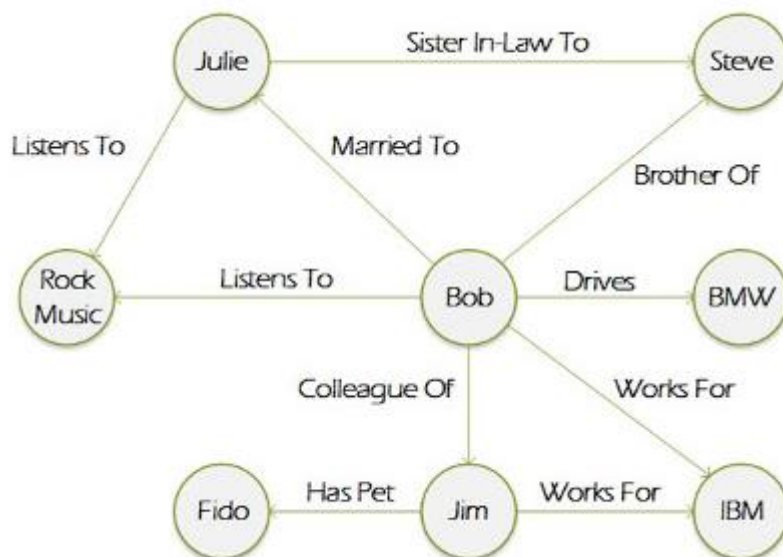 Julie
Sister In-Law To
Steve
Listens To
Married To
Brother Of
Rock
Music
Listens To
Bob
Drives
BMW
Colleague Of
Works For
Fido
Has Pet
Jim
Works For
IBM